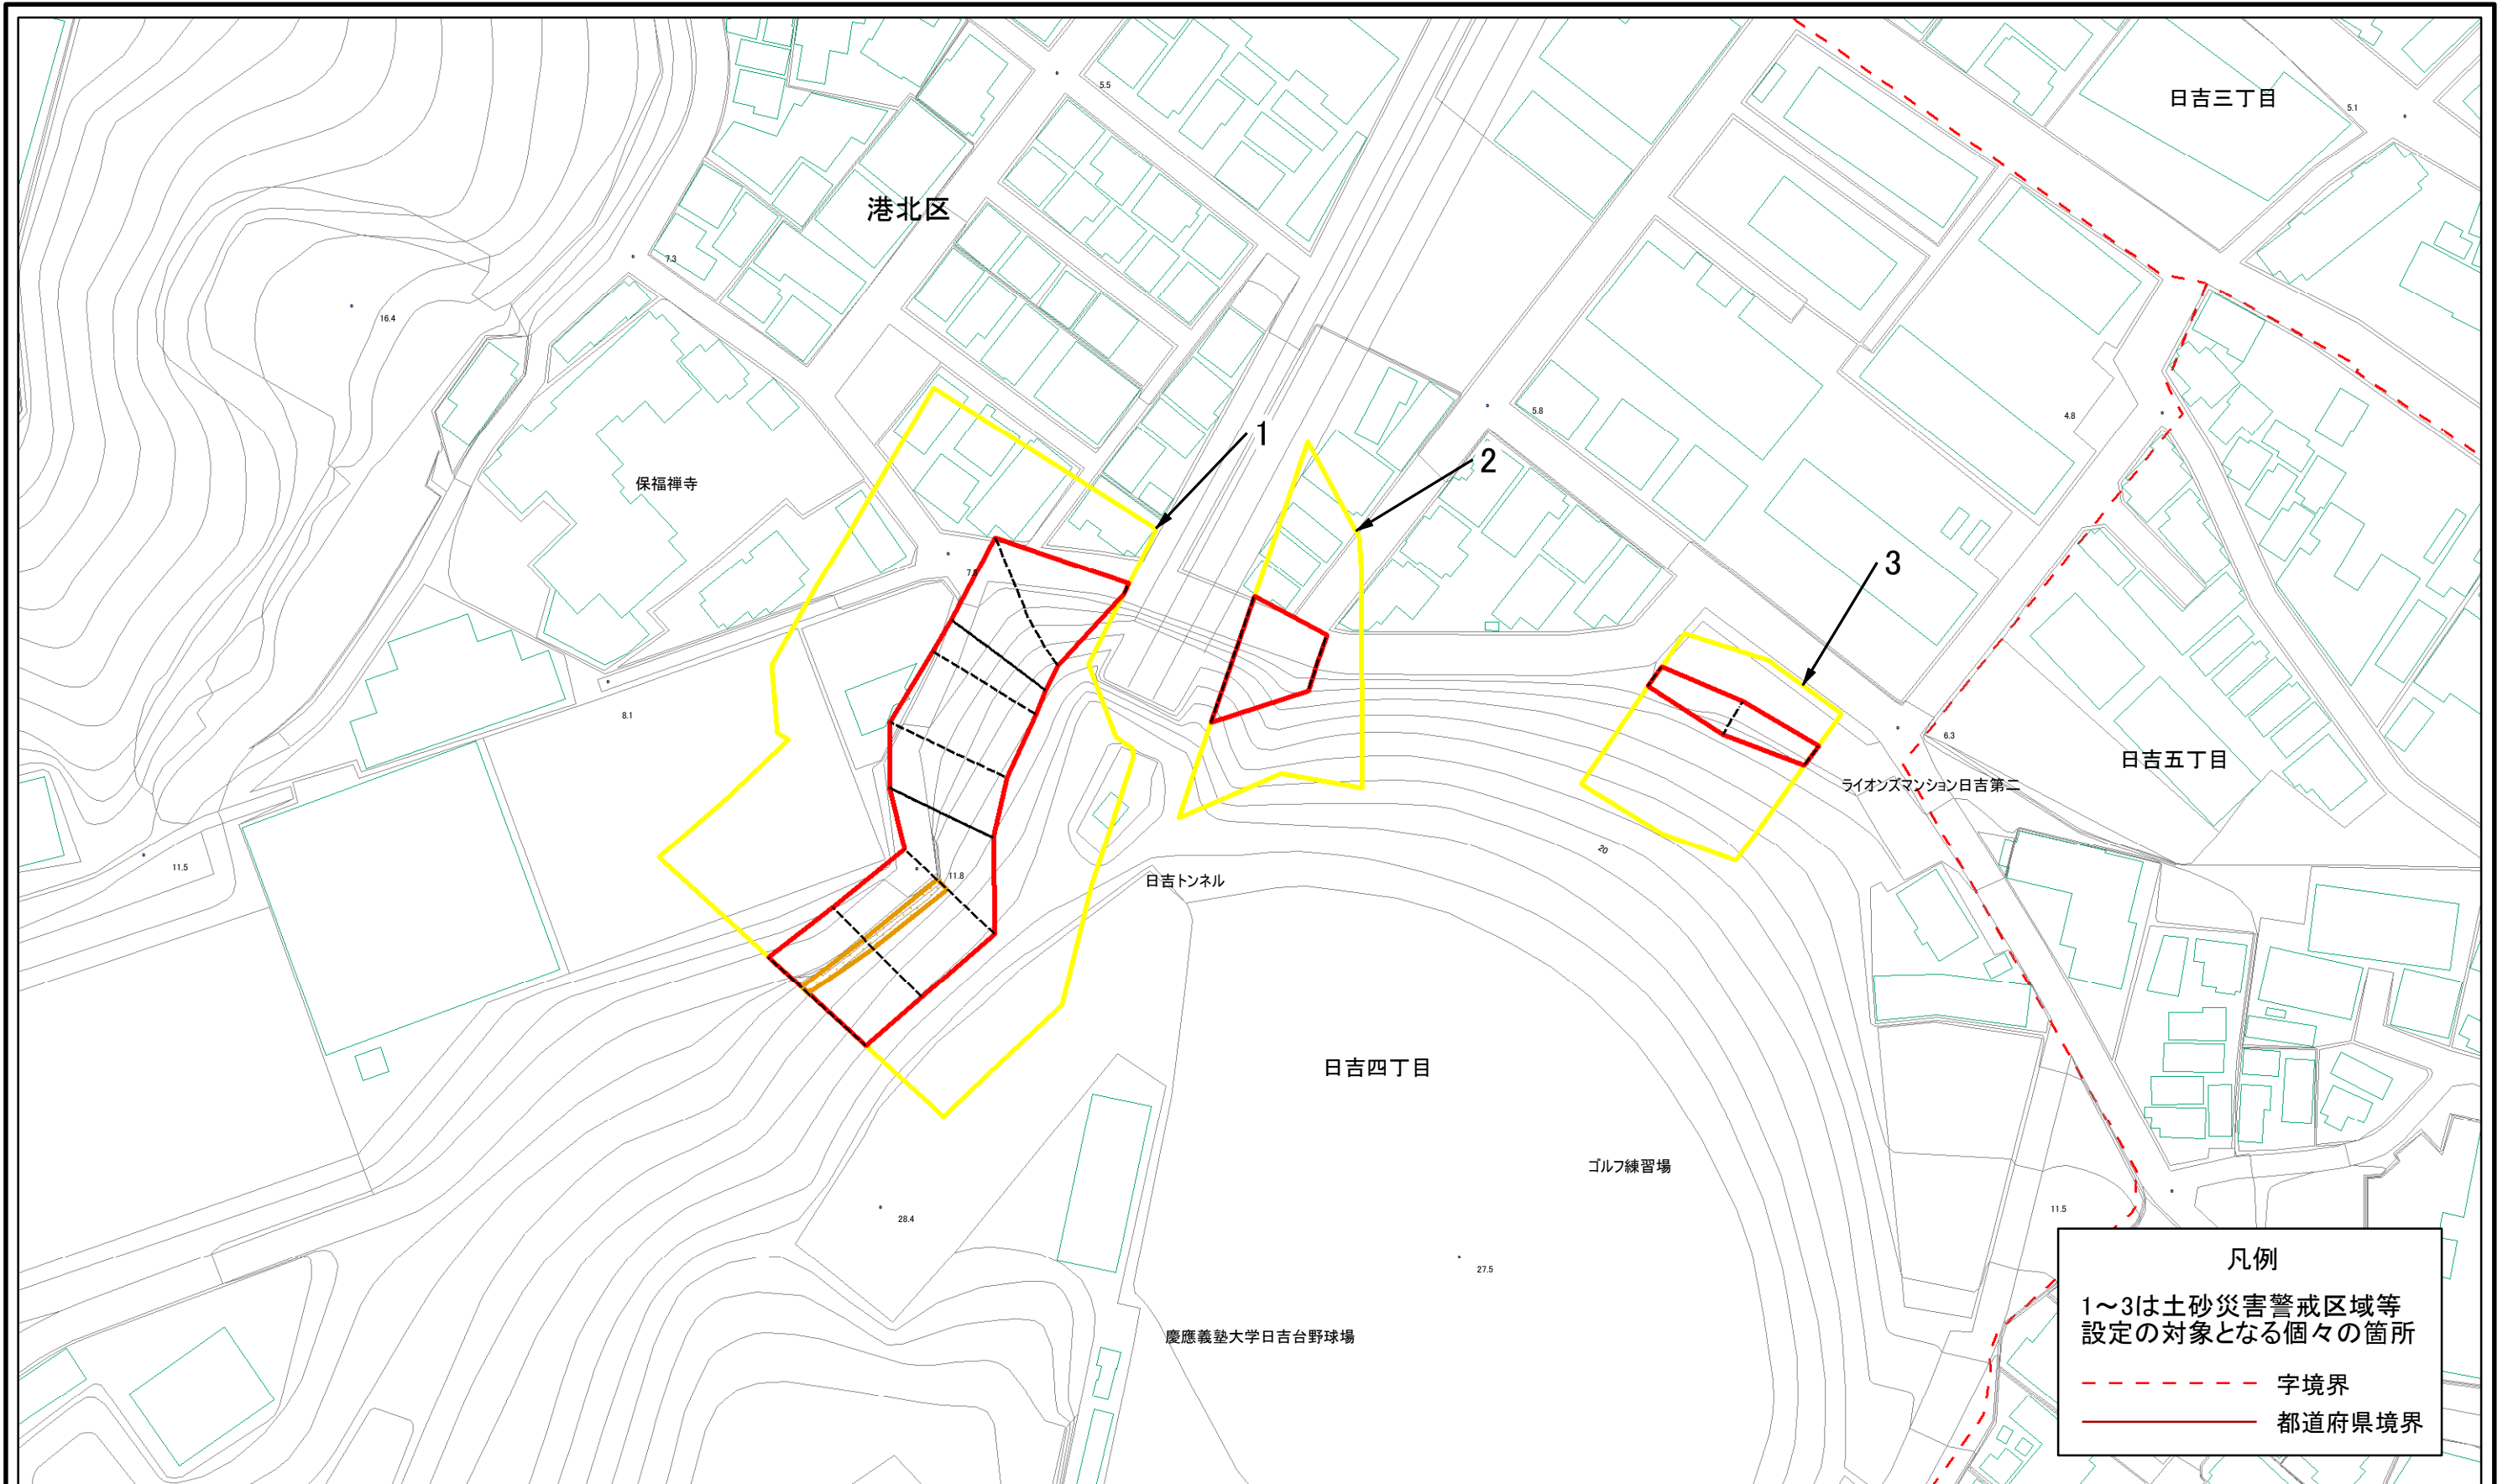 日吉三丁目
5.1
5.5
港北区
7.3
16.4
5.8
4.8
1
2
保福禅寺
3
8.1
6.3
日吉五丁目
ライオンズマンション日吉第二
20
11.5
11.8
日吉トンネル
日吉四丁目
ゴルフ練習場
28.4
11.5
27.5
慶應義塾大学日吉台野球場
凡例
1～3は土砂災害警戒区域等
設定の対象となる個々の箇所
字境界
都道府県境界